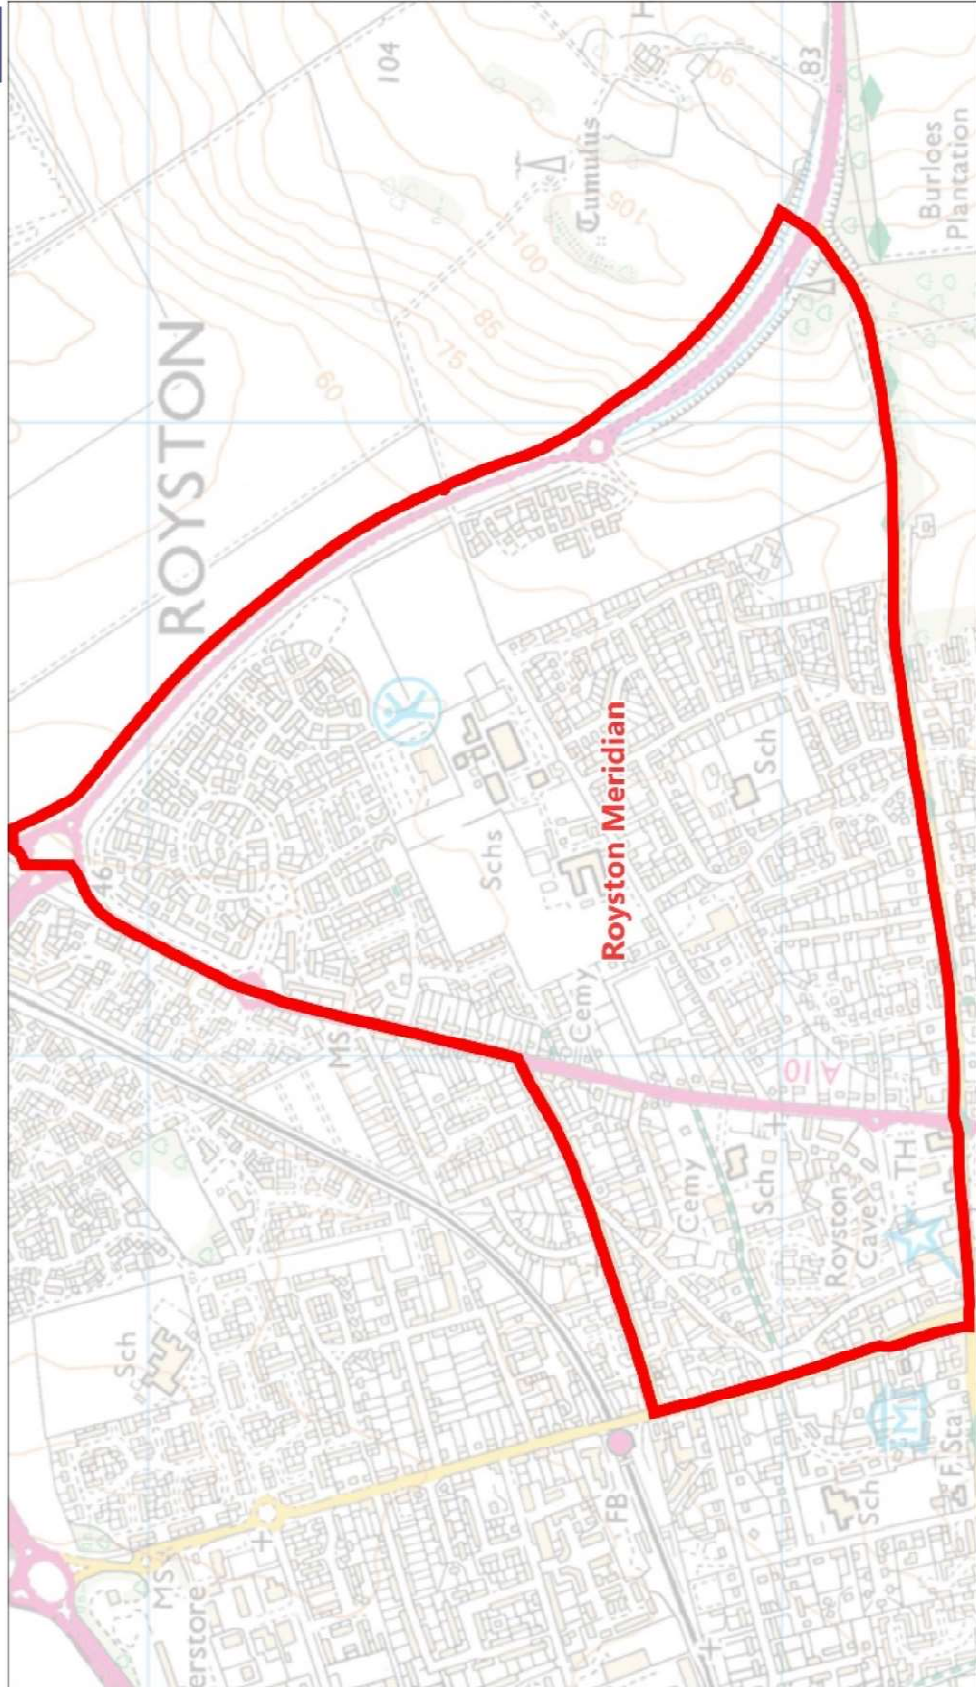 Sch
46
MS
erstore
ROYSTON
60
MS
104
75
Schs
100
Tumulus
105
FB
Cemy
Royston Meridian
H
90
Cemy
Sch
Sch
A10
83
Royston
Cave
Sch
TH
M
F Sta
Burloes
Plantation